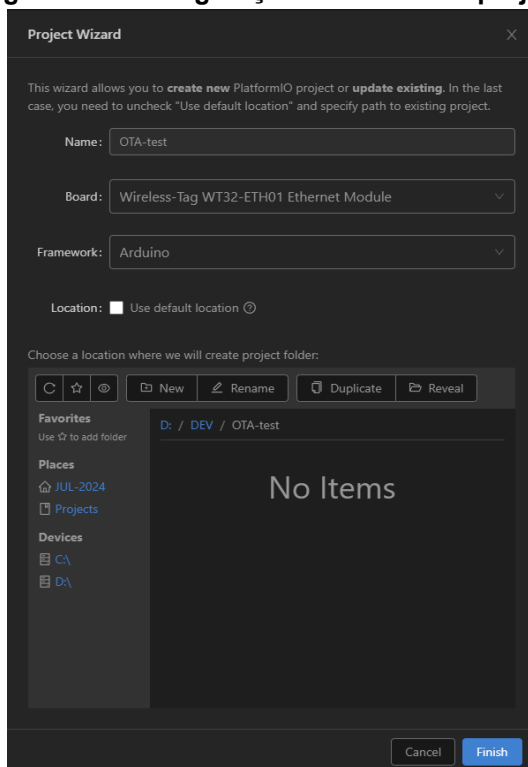 Project Wizard
This wizard allows you to create new PlatformIO project or update existing. In the last
case, you need to uncheck "Use default location" and specify path to existing project.
Name: OTA-test
Board: Wireless-Tag WT32-ETH01 Ethernet Module
Framework: Arduino
Location: Use default location
Choose a location where we will create project folder:
New Rename Duplicate Reveal
Favorites
Use ☆ to add folder
Places
JUL-2024
Projects
Devices
C:\
D:\
D: / DEV / OTA-test
No Items
Cancel Finish